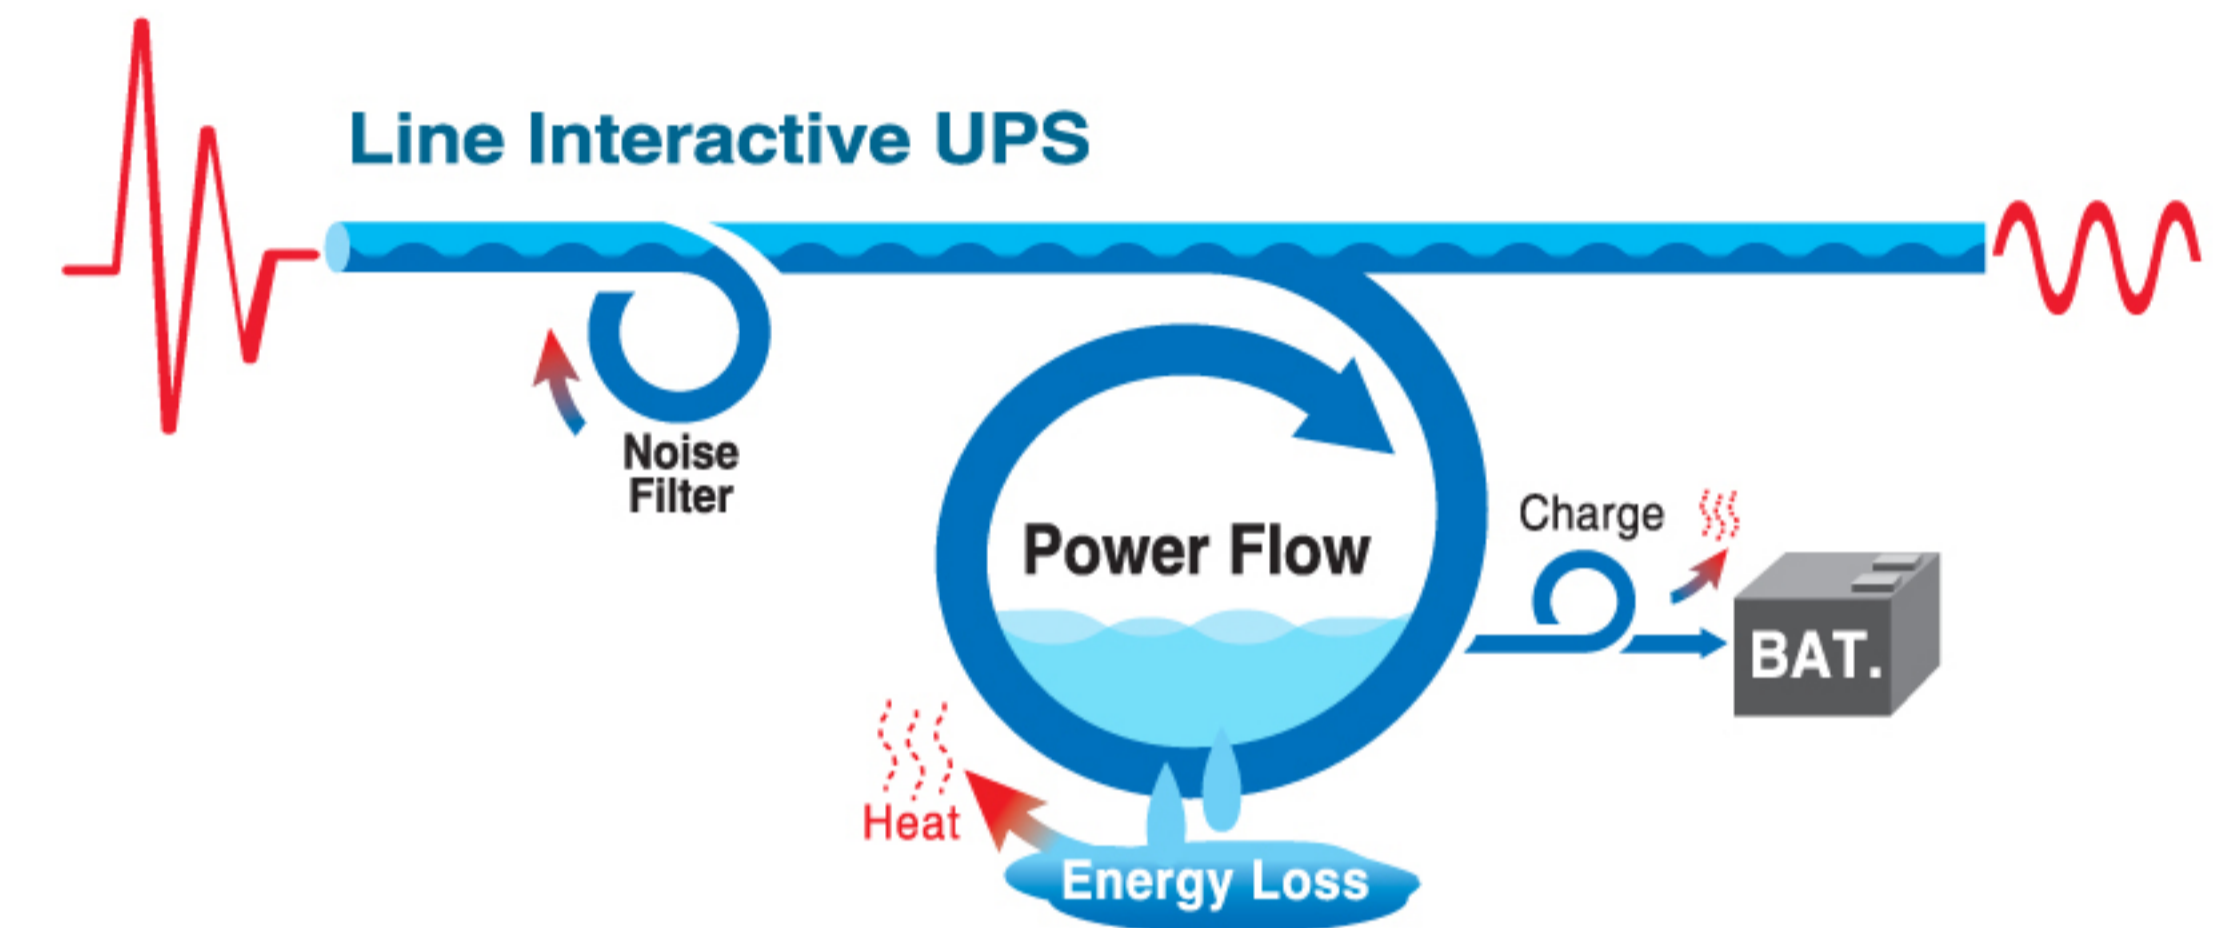 Line Interactive UPS
Noise
Filter
Power Flow
Charge
BAT.
Heat
Energy Loss